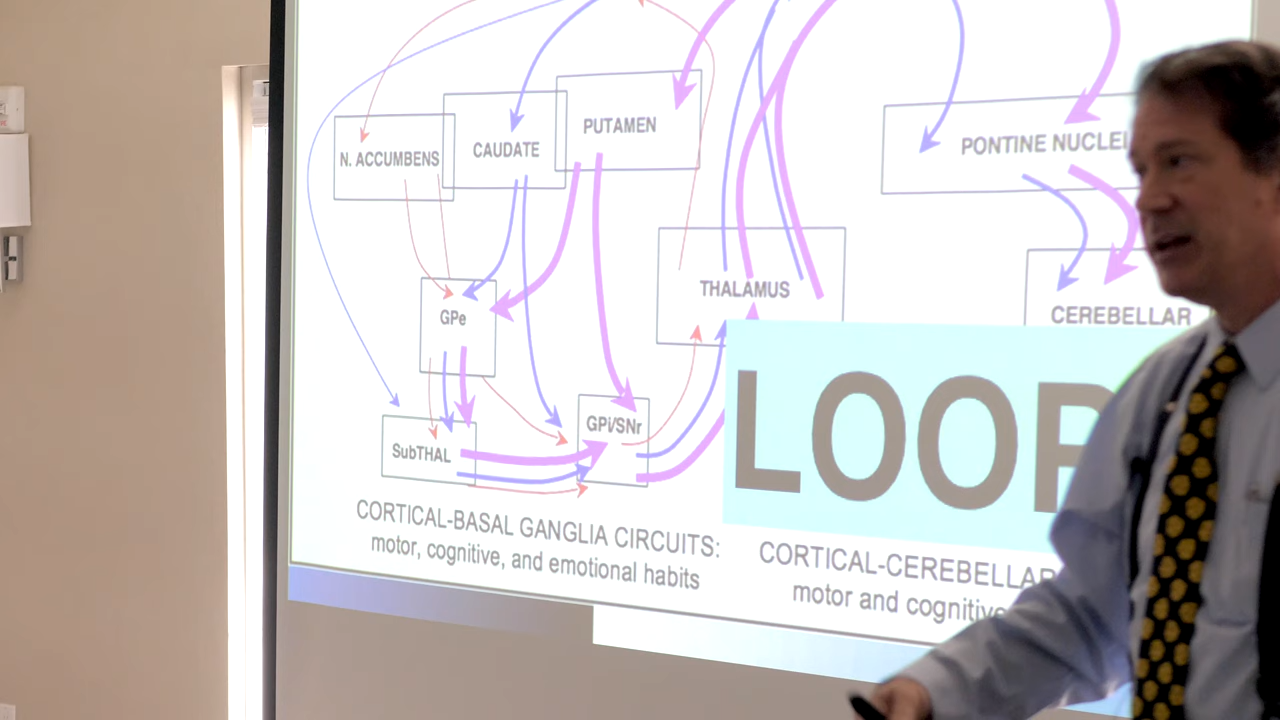 N. ACCUMBENS
CAUDATE
PUTAMEN
PONTINE NUCLEI
THALAMUS
GPe
CEREBELLAR
GPi/SNr
SubTHAL
LOOP
CORTICAL-BASAL GANGLIA CIRCUITS:
motor, cognitive, and emotional habits
CORTICAL-CEREBELLAR
motor and cognitive